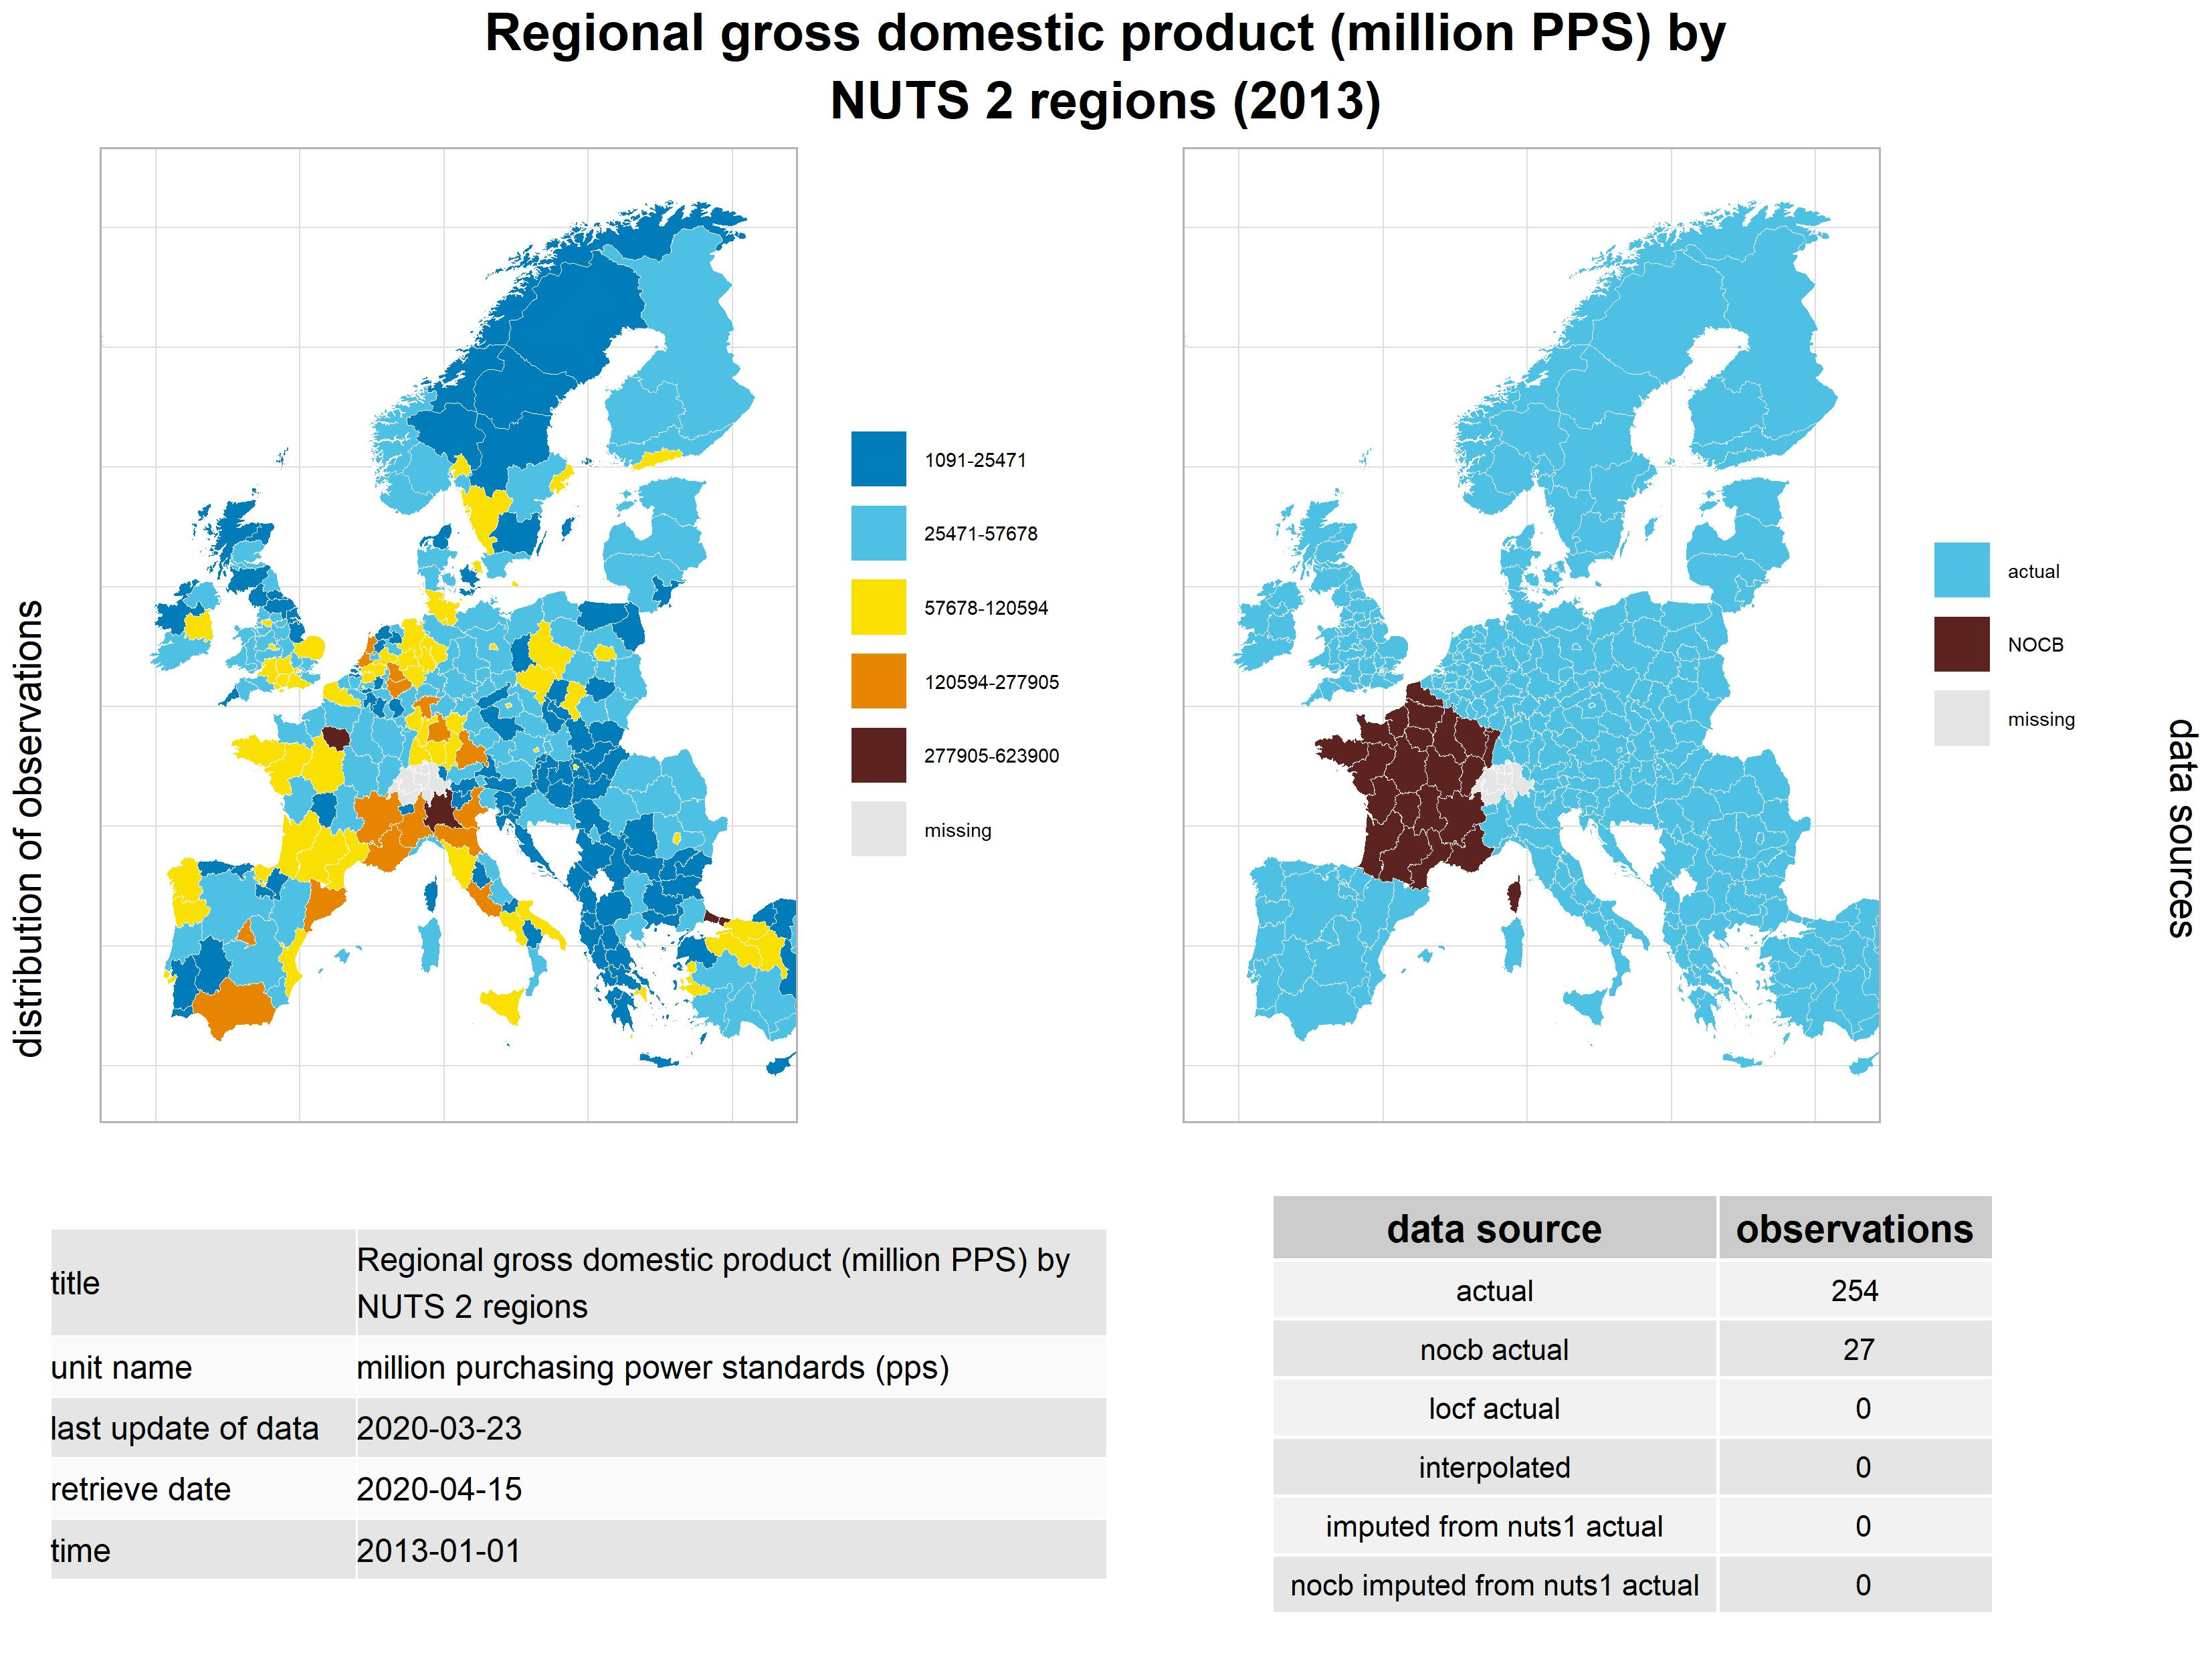 Regional gross domestic product (million PPS) by
NUTS 2 regions (2013)
distribution of observations
1091-25471
25471-57678
57678-120594
120594-277905
277905-623900
missing
actual
NOCB
missing
data sources
title
Regional gross domestic product (million PPS) by
NUTS 2 regions
unit name
million purchasing power standards (pps)
last update of data
2020-03-23
retrieve date
2020-04-15
time
2013-01-01
data source observations
actual 254
nocb actual 27
locf actual 0
interpolated 0
imputed from nuts1 actual 0
nocb imputed from nuts1 actual 0